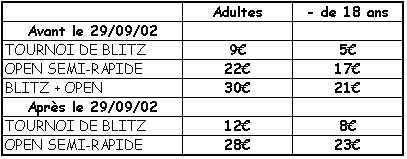 Adultes - de 18 ans
Avant le 29/09/02
TOURNOI DE BLITZ 9€ 5€
OPEN SEMI-RAPIDE 22€ 17€
BLITZ + OPEN 30€ 21€
Après le 29/09/02
TOURNOI DE BLITZ 12€ 8€
OPEN SEMI-RAPIDE 28€ 23€